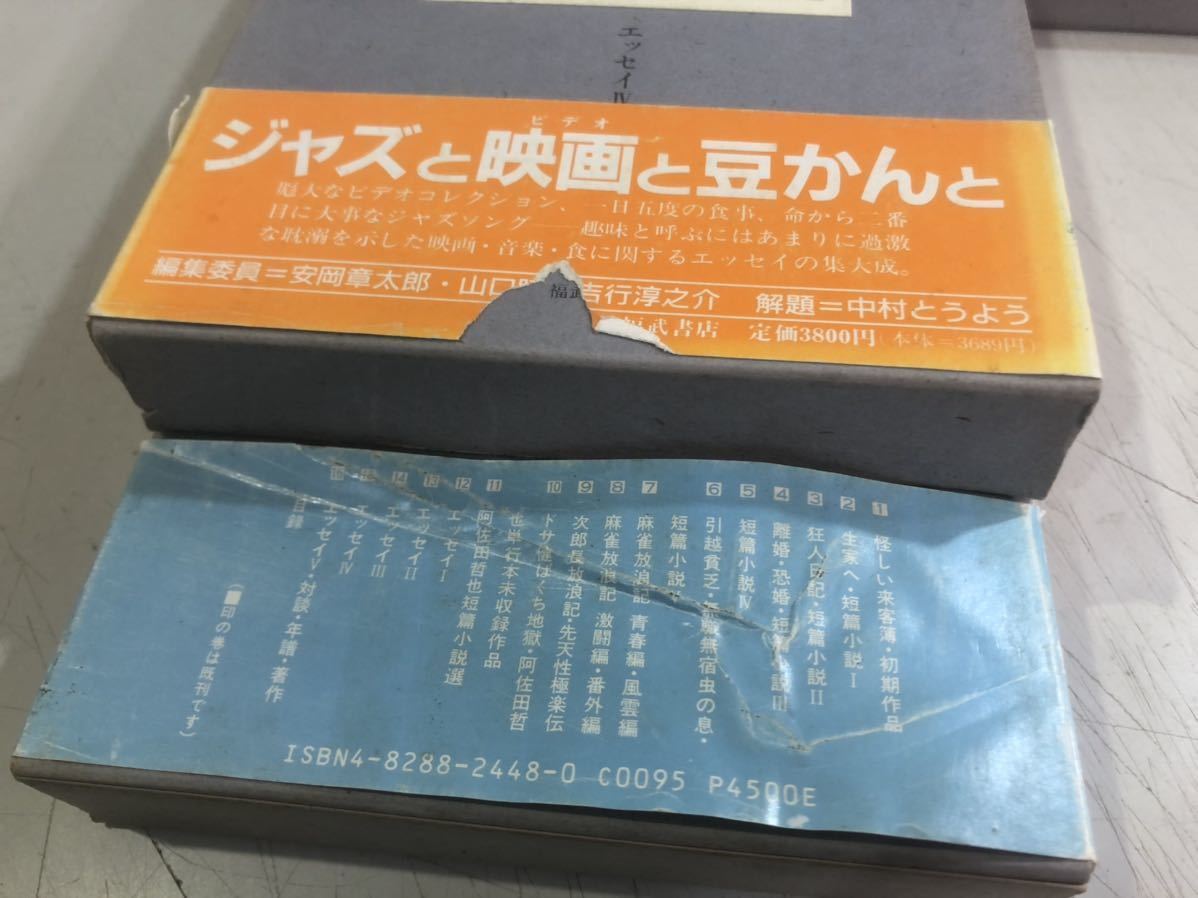 エッセイⅣ
ビデオ
ジャズと映画と豆かんと
厖大なビデオコレクション、一日五度の食事、命から二番
目に大事なジャズソング——趣味と呼ぶにはあまりに過激
な耽溺を示した映画・音楽・食に関するエッセイの集大成。
編集委員=安岡章太郎・山口 吉行淳之介 解題=中村とうよう
福武
福武書店 定価3800円(本体=3689円)
1 怪しい来客簿・初期作品
2 生家へ・短篇小説Ⅰ
3 狂人日記・短篇小説Ⅱ
4 離婚・恐婚・短篇小説Ⅲ
5 短篇小説Ⅳ
6 引越貧乏・ 無宿虫の息・
短篇小説Ⅴ
7 麻雀放浪記 青春編・風雲編
8 麻雀放浪記 激闘編・番外編
9 次郎長放浪記・先天性極楽伝
10 ドサ健ばくち地獄・阿佐田哲
也単行本未収録作品
11 阿佐田哲也短篇小説選
12 エッセイⅠ
13 エッセイⅡ
14 エッセイⅢ
15 エッセイⅣ
16 エッセイⅤ・対談・年譜・著作
目録
(■印の巻は既刊です)
ISBN4-8288-2448-0 C0095 P4500E